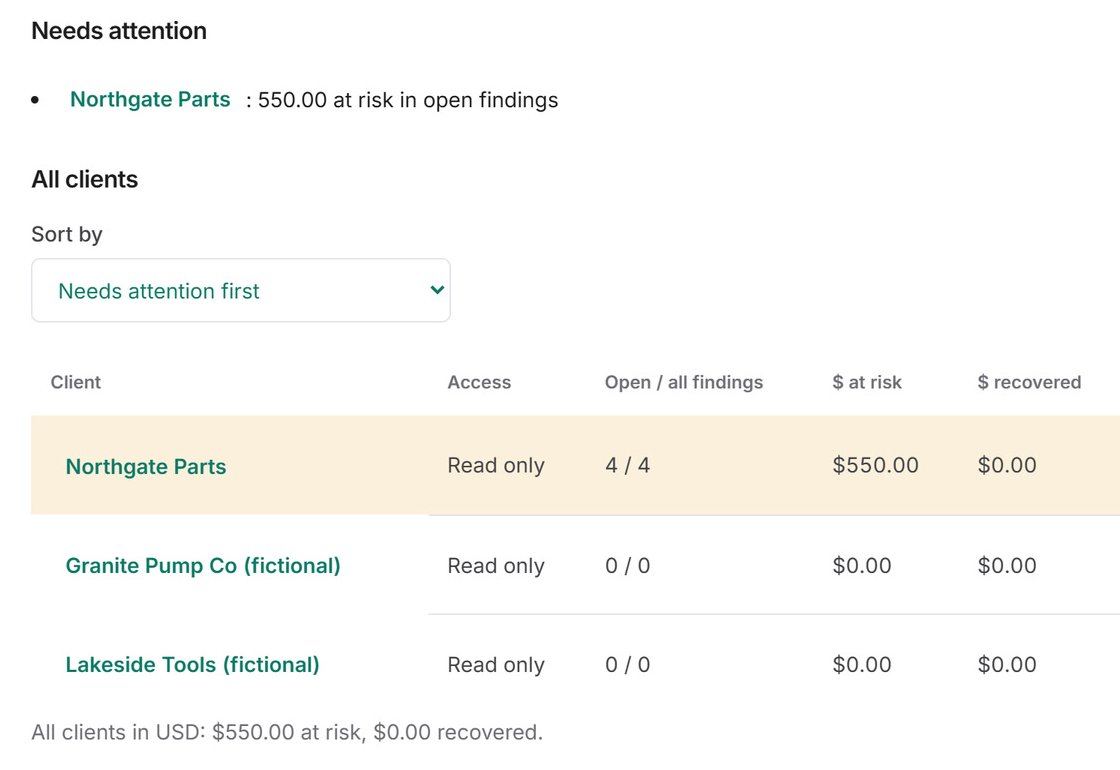 Needs attention
• Northgate Parts : 550.00 at risk in open findings
All clients
Sort by
Needs attention first
Client Access Open / all findings $ at risk $ recovered
Northgate Parts Read only 4 / 4 $550.00 $0.00
Granite Pump Co (fictional) Read only 0 / 0 $0.00 $0.00
Lakeside Tools (fictional) Read only 0 / 0 $0.00 $0.00
All clients in USD: $550.00 at risk, $0.00 recovered.